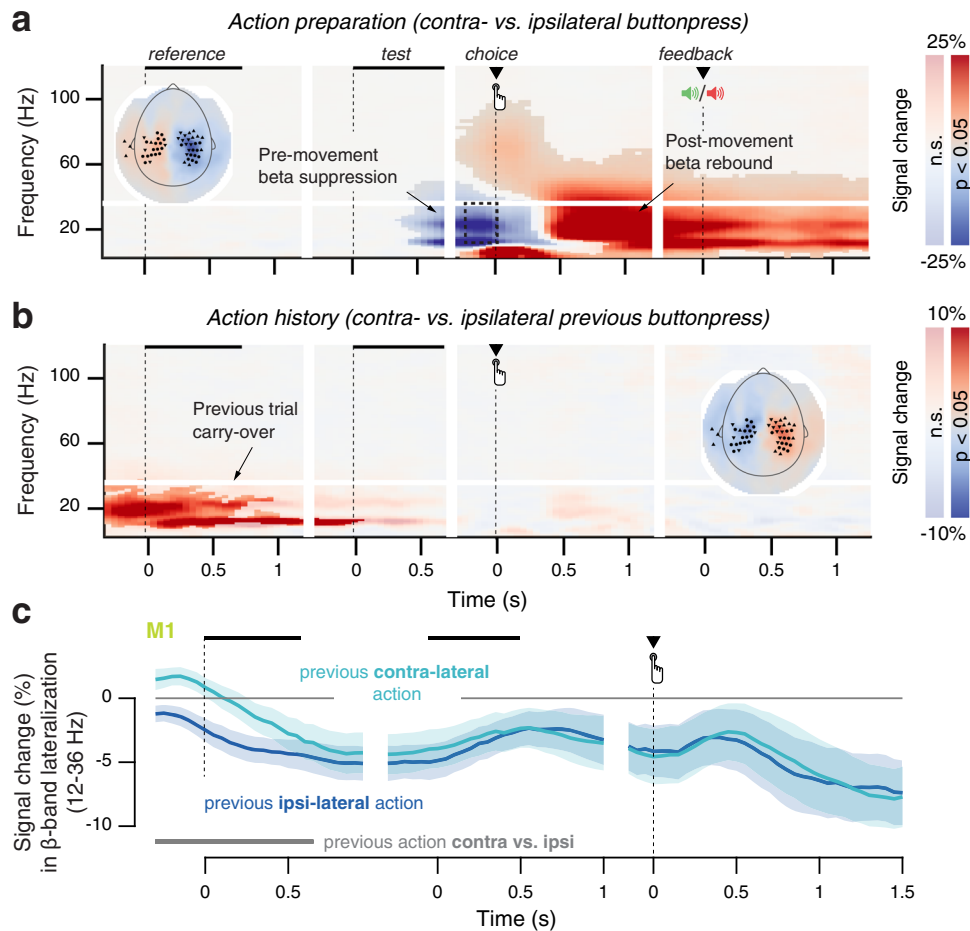 a
Action preparation (contra- vs. ipsilateral buttonpress)
reference
test
choice
feedback
Frequency (Hz)
100
60
20
Pre-movement
beta suppression
/
Post-movement
beta rebound
25%
Signal change
n.s.
p < 0.05
-25%
b
Action history (contra- vs. ipsilateral previous buttonpress)
Frequency (Hz)
100
60
20
Previous trial
carry-over
10%
Signal change
n.s.
p < 0.05
-10%
0 0.5 1 0 0.5 0 0.5 1 0 0.5 1
Time (s)
c
M1
Signal change (%)
in β-band lateralization
(12-36 Hz)
0
-5
-10
previous contra-lateral
action
previous ipsi-lateral action
previous action contra vs. ipsi
0 0.5 0 0.5 1 0 0.5 1 1.5
Time (s)